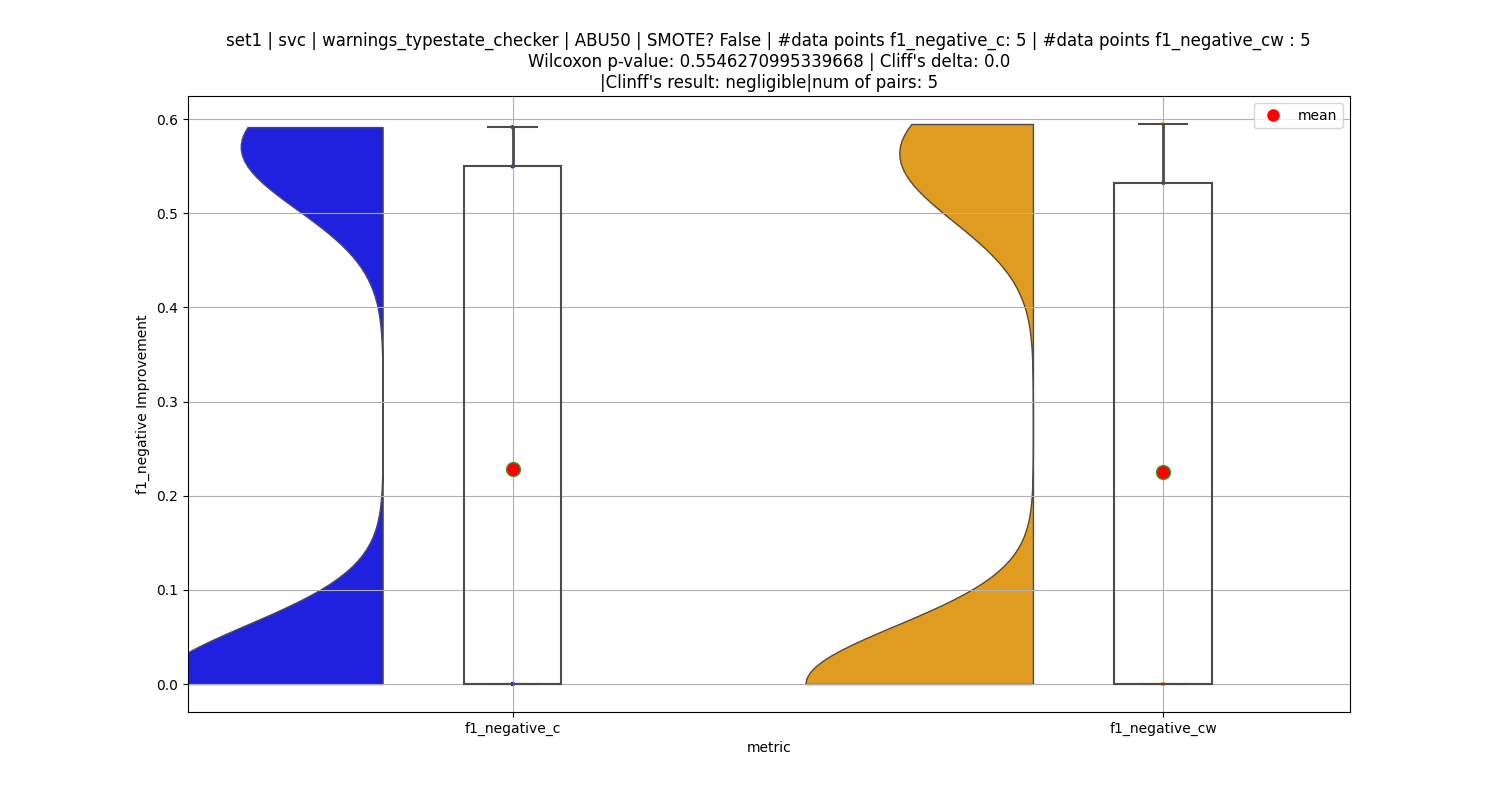 set1 | svc | warnings_typestate_checker | ABU50 | SMOTE? False | #data points f1_negative_c: 5 | #data points f1_negative_cw : 5
Wilcoxon p-value: 0.5546270995339668 | Cliff's delta: 0.0
|Clinff's result: negligible|num of pairs: 5
mean
0.6
0.5
0.4
0.3
0.2
0.1
0.0
f1_negative Improvement
f1_negative_c
f1_negative_cw
metric